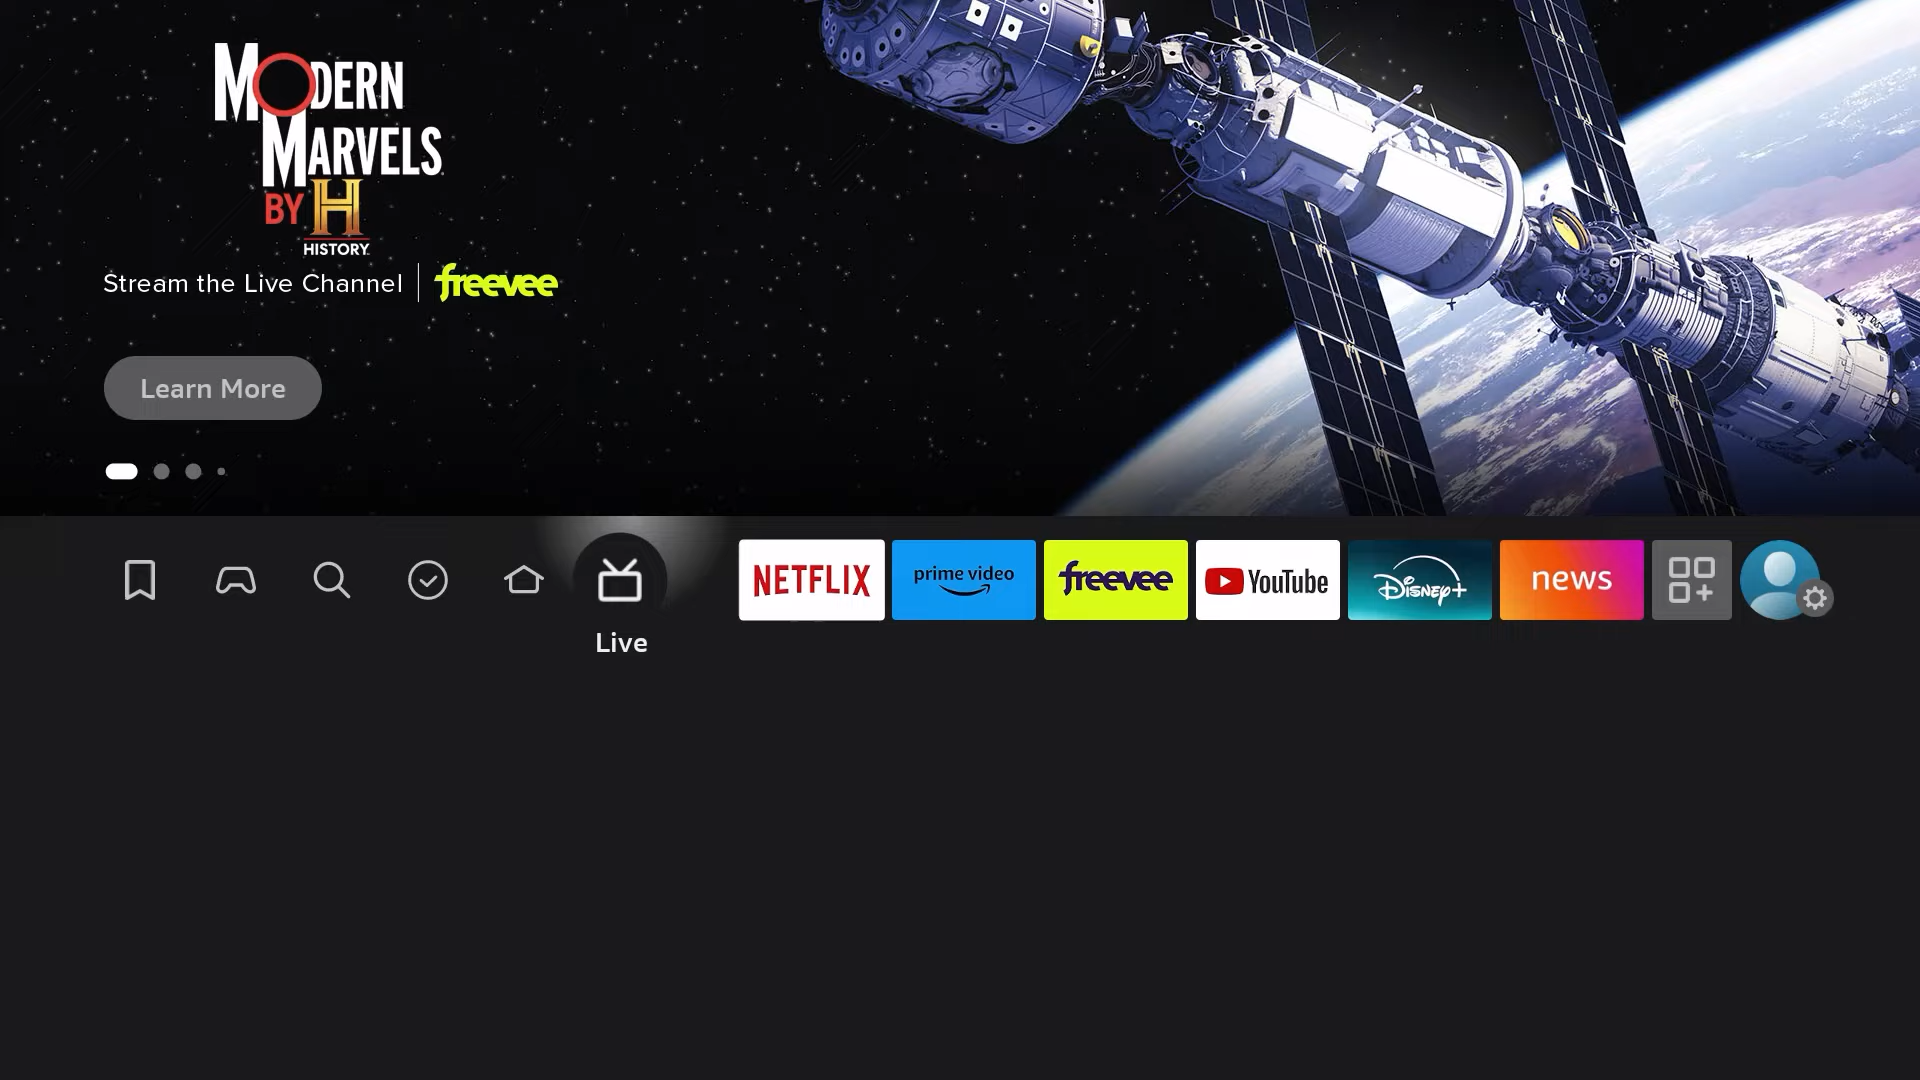 MODERN
MARVELS
BY H
HISTORY
Stream the Live Channel | freevee
Learn More
NETFLIX
prime video
freevee
YouTube
Disney+
news
Live